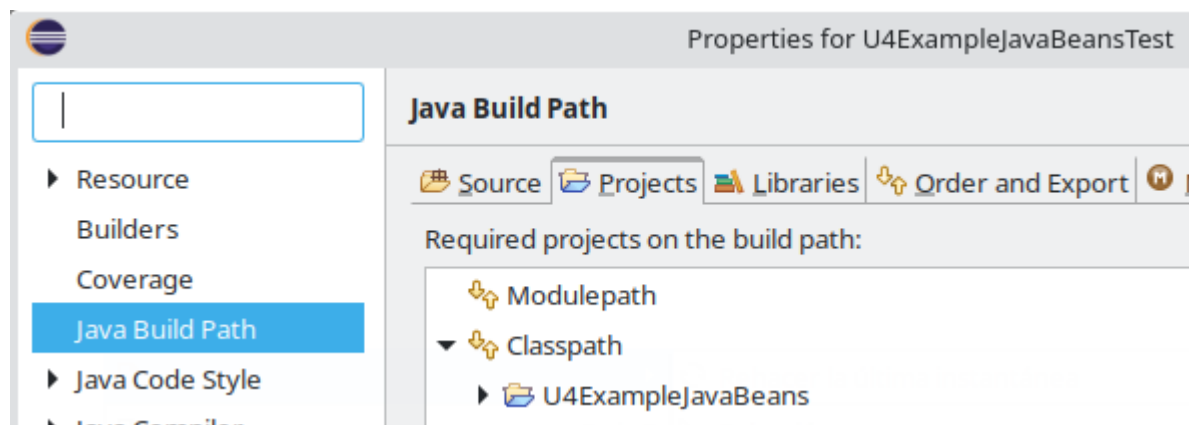 Properties for U4ExampleJavaBeansTest
Java Build Path
Resource
Builders
Coverage
Java Build Path
Java Code Style
Source Projects Libraries Order and Export
Required projects on the build path:
Modulepath
Classpath
U4ExampleJavaBeans